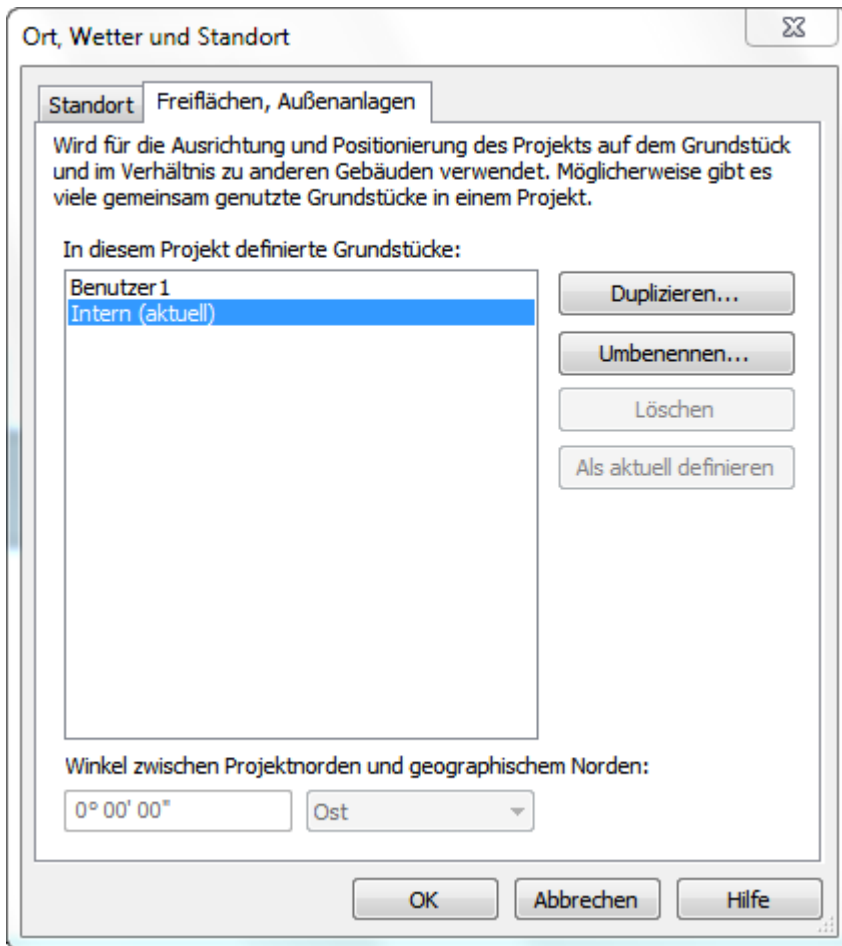 Ort, Wetter und Standort
Standort
Freiflächen, Außenanlagen
Wird für die Ausrichtung und Positionierung des Projekts auf dem Grundstück
und im Verhältnis zu anderen Gebäuden verwendet. Möglicherweise gibt es
viele gemeinsam genutzte Grundstücke in einem Projekt.
In diesem Projekt definierte Grundstücke:
Benutzer1
Intern (aktuell)
Duplizieren...
Umbenennen...
Löschen
Als aktuell definieren
Winkel zwischen Projektnorden und geographischem Norden:
0° 00' 00"
Ost
OK
Abbrechen
Hilfe